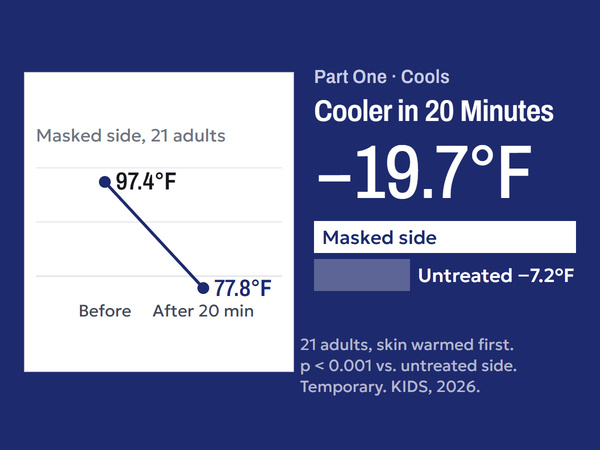 Masked side, 21 adults
97.4°F
77.8°F
Before After 20 min
Part One · Cools
Cooler in 20 Minutes
−19.7°F
Masked side
Untreated −7.2°F
21 adults, skin warmed first.
p < 0.001 vs. untreated side.
Temporary. KIDS, 2026.